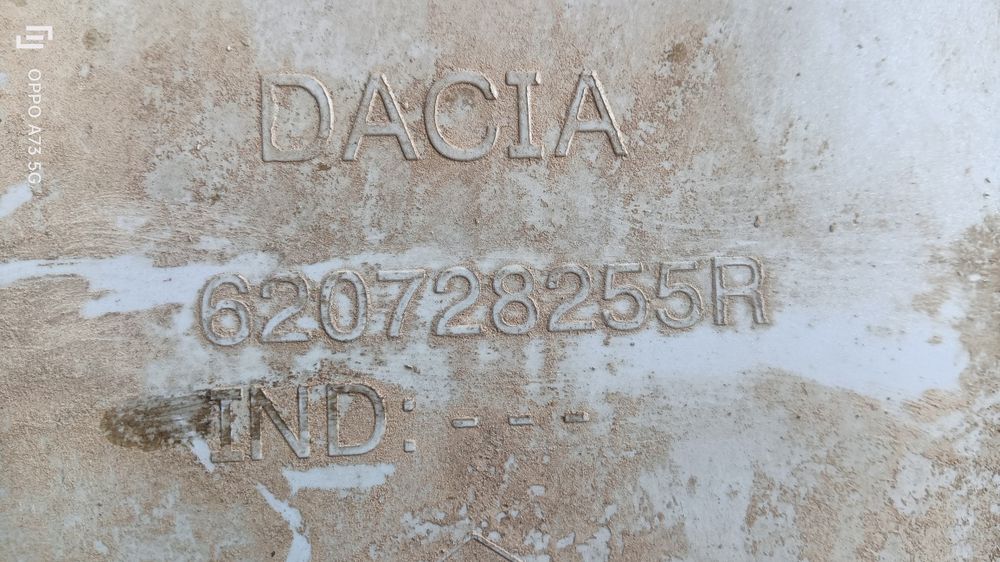 DACIA
620728255R
IND: - - -
OPPO A73 5G